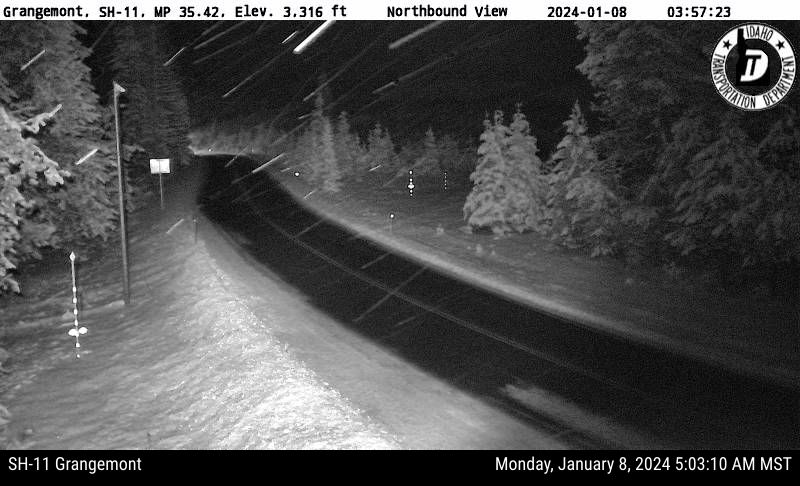 Grangemont, SH-11, MP 35.42, Elev. 3,316 ft Northbound View 2024-01-08 03:57:23
IDAHO
TRANSPORTATION DEPARTMENT
SH-11 Grangemont Monday, January 8, 2024 5:03:10 AM MST